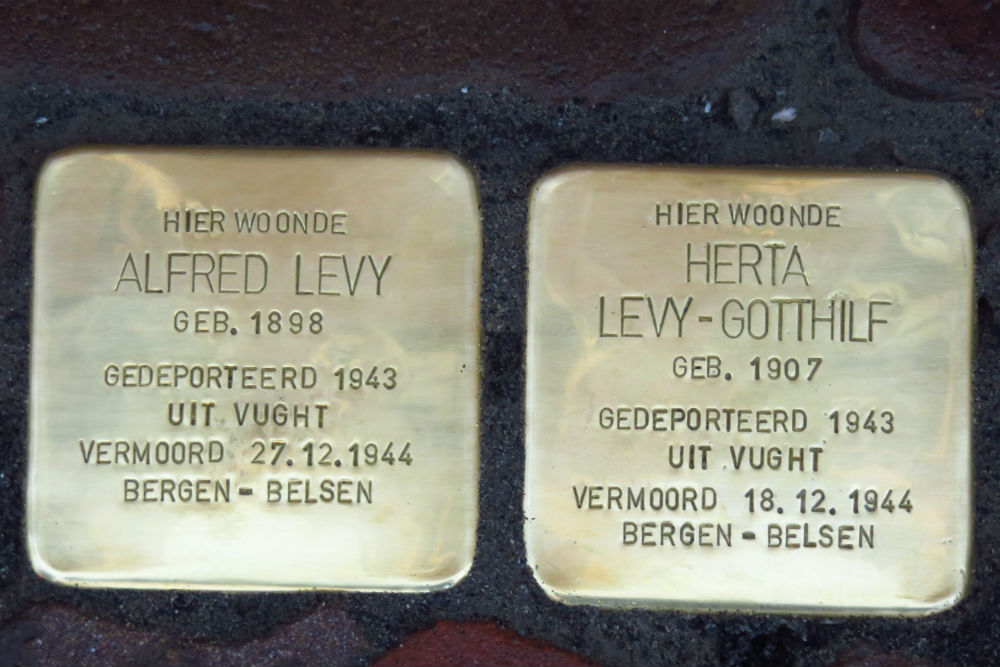 HIER WOONDE
ALFRED LEVY
GEB. 1898
GEDEPORTEERD 1943
UIT VUGHT
VERMOORD 27.12.1944
BERGEN - BELSEN
HIER WOONDE
HERTA
LEVY-GOTTHILF
GEB. 1907
GEDEPORTEERD 1943
UIT VUGHT
VERMOORD 18.12.1944
BERGEN - BELSEN